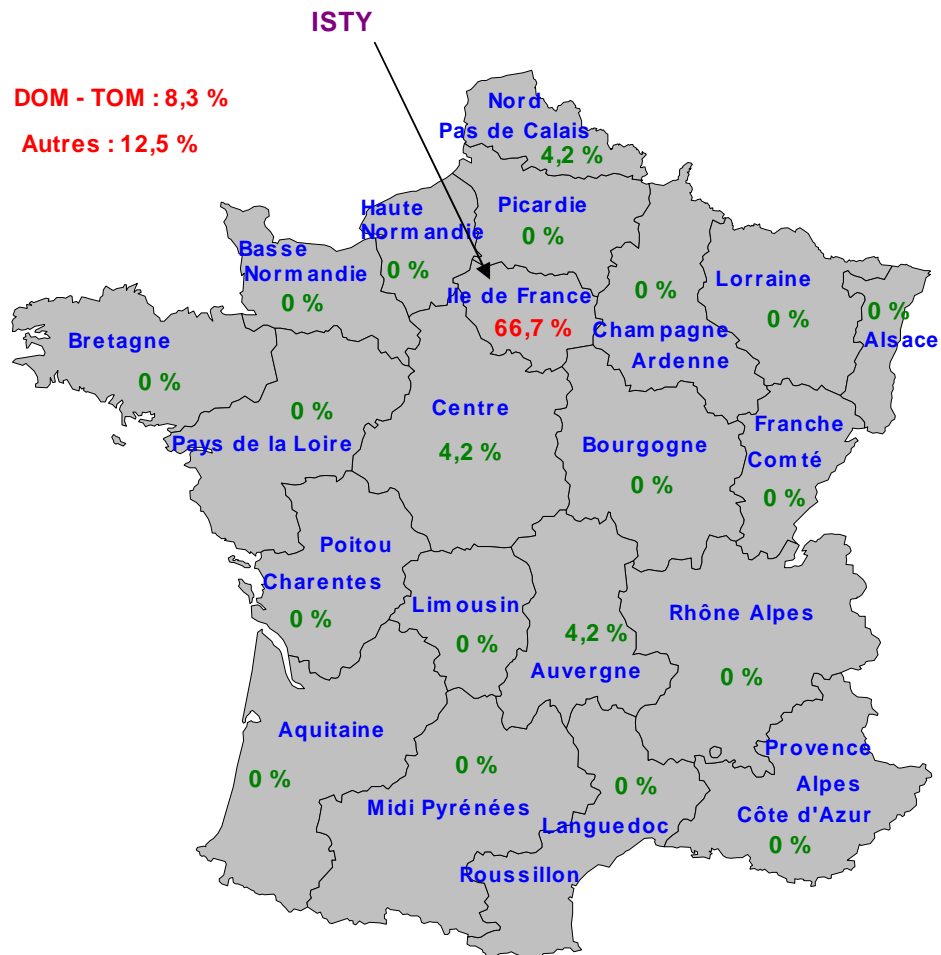 ISTY
DOM - TOM : 8,3 %
Autres : 12,5 %
Nord
Pas de Calais
4,2 %
Picardie
0 %
Haute
Normandie
0 %
Basse
Normandie
0 %
Ile de France
66,7 %
0 %
Champagne
Ardenne
Lorraine
0 %
0 %
Alsace
Bretagne
0 %
0 %
Pays de la Loire
Centre
4,2 %
Bourgogne
0 %
Franche
Comté
0 %
Poitou
Charentes
0 %
Limousin
0 %
4,2 %
Auvergne
Rhône Alpes
0 %
Aquitaine
0 %
0 %
Midi Pyrénées
0 %
Languedoc
Roussillon
Provence
Alpes
Côte d'Azur
0 %